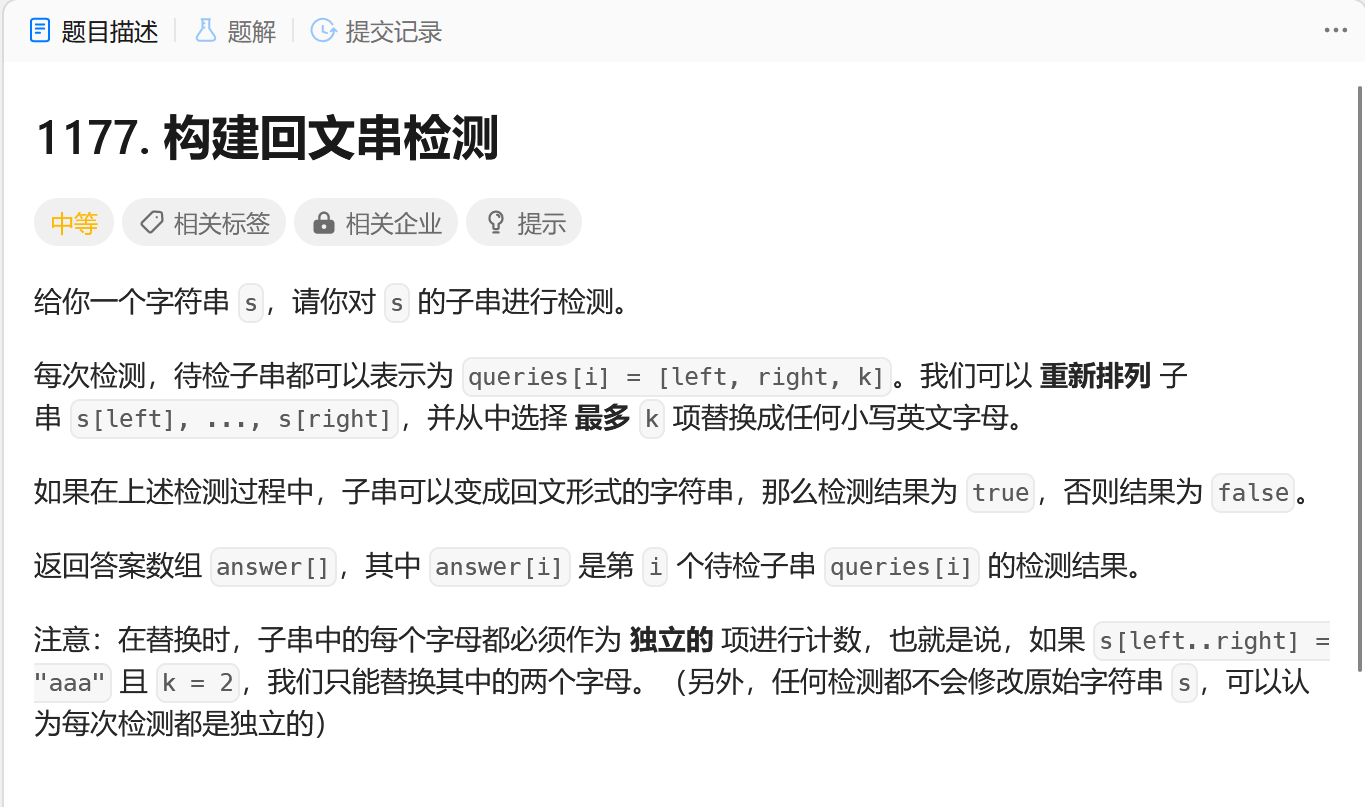 题目描述 题解 提交记录
1177. 构建回文串检测
中等 相关标签 相关企业 提示
给你一个字符串 s，请你对 s 的子串进行检测。
每次检测，待检子串都可以表示为 queries[i] = [left, right, k]。我们可以 重新排列 子
串 s[left], ..., s[right]，并从中选择 最多 k 项替换成任何小写英文字母。
如果在上述检测过程中，子串可以变成回文形式的字符串，那么检测结果为 true，否则结果为 false。
返回答案数组 answer[]，其中 answer[i] 是第 i 个待检子串 queries[i] 的检测结果。
注意：在替换时，子串中的每个字母都必须作为 独立的 项进行计数，也就是说，如果 s[left..right] =
"aaa" 且 k = 2，我们只能替换其中的两个字母。（另外，任何检测都不会修改原始字符串 s，可以认
为每次检测都是独立的）